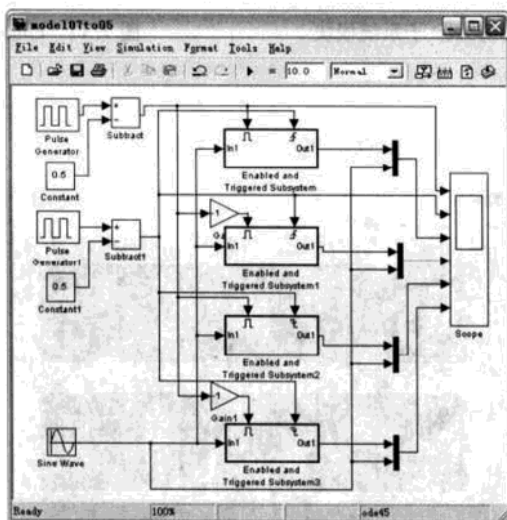 model07to05
File Edit View Simulation Format Tools Help
10.0 Normal
Pulse
Generator
Subtract
0.5
Constant
Pulse
Generator1
Subtract1
0.5
Constant1
Sine Wave
In1 Out1
Enabled and
Triggered Subsystem
-1
Ga
In1 Out1
Enabled and
Triggered Subsystem1
In1 Out1
Enabled and
Triggered Subsystem2
-1
Gain1
In1 Out1
Enabled and
Triggered Subsystem3
Scope
Ready 100% ode45